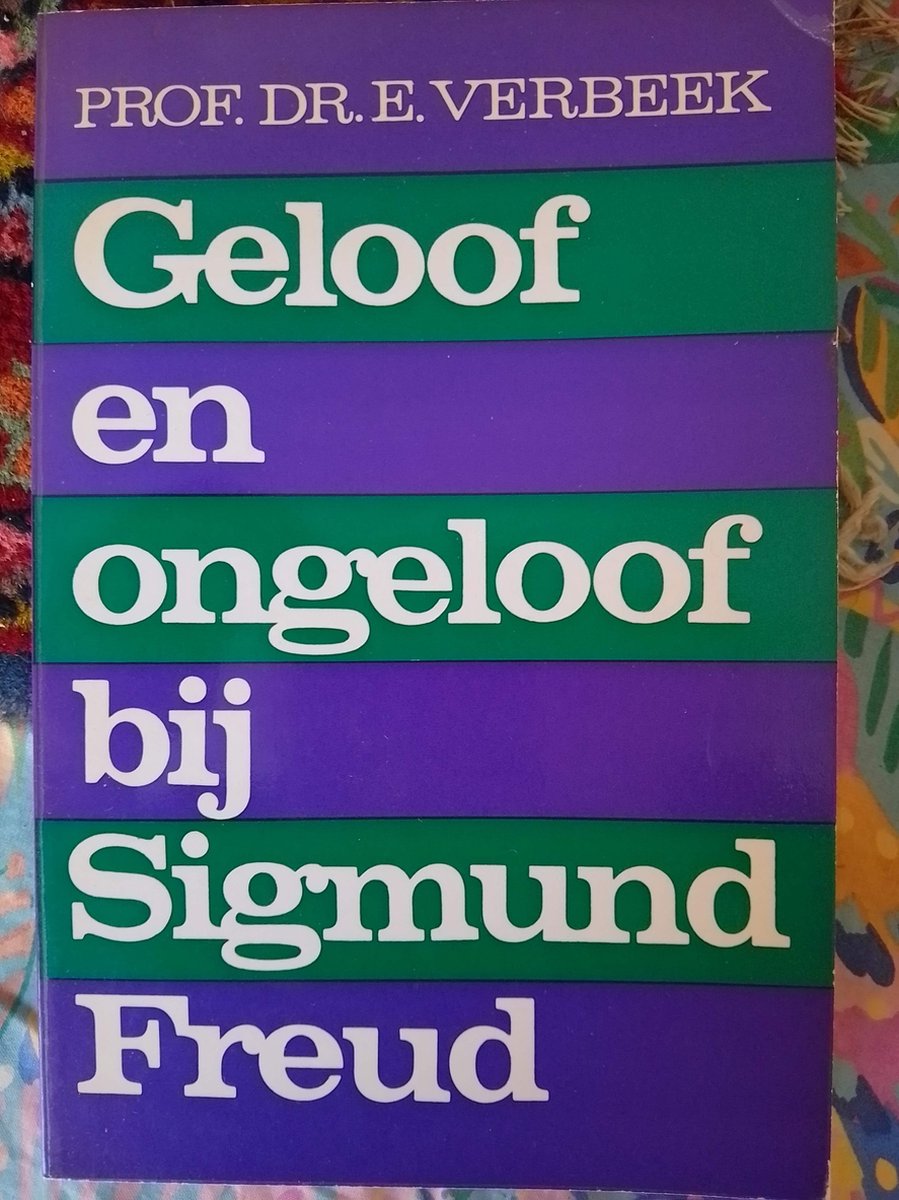 PROF. DR. E. VERBEEK
Geloof
en
ongeloof
bij
Sigmund
Freud